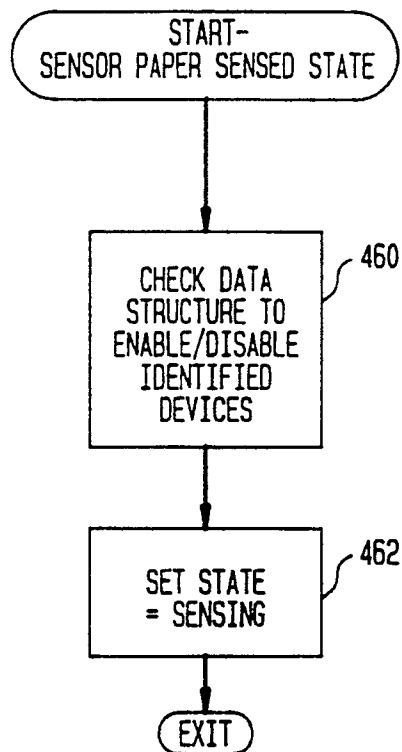 START-
SENSOR PAPER SENSED STATE
460
CHECK DATA
STRUCTURE TO
ENABLE/DISABLE
IDENTIFIED
DEVICES
462
SET STATE
= SENSING
EXIT